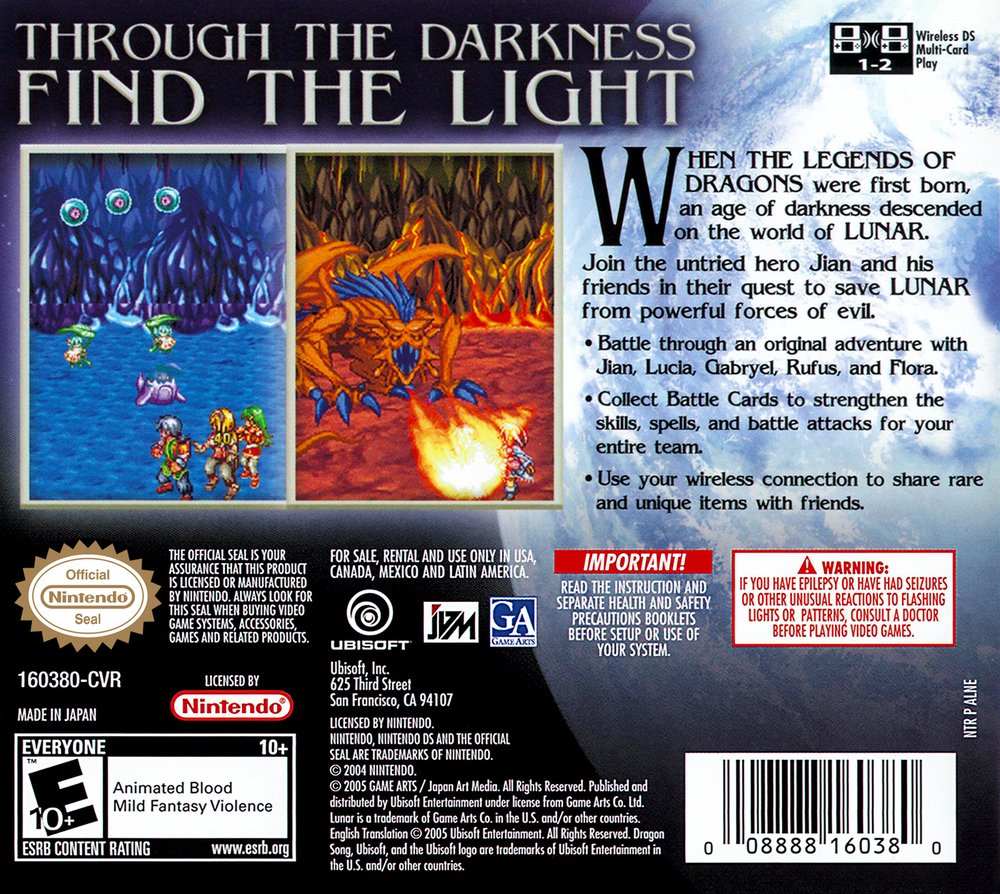 THROUGH THE DARKNESS
FIND THE LIGHT
Wireless DS
Multi-Card
Play
1-2
WHEN THE LEGENDS OF
DRAGONS were first born,
an age of darkness descended
on the world of LUNAR.
Join the untried hero Jian and his
friends in their quest to save LUNAR
from powerful forces of evil.
• Battle through an original adventure with
Jian, Lucia, Gabryel, Rufus, and Flora.
• Collect Battle Cards to strengthen the
skills, spells, and battle attacks for your
entire team.
• Use your wireless connection to share rare
and unique items with friends.
40
Official
Nintendo
Seal
THE OFFICIAL SEAL IS YOUR
ASSURANCE THAT THIS PRODUCT
IS LICENSED OR MANUFACTURED
BY NINTENDO. ALWAYS LOOK FOR
THIS SEAL WHEN BUYING VIDEO
GAME SYSTEMS, ACCESSORIES,
GAMES AND RELATED PRODUCTS.
160380-CVR
MADE IN JAPAN
LICENSED BY
Nintendo®
EVERYONE 10+
TM
E
10+
Animated Blood
Mild Fantasy Violence
ESRB CONTENT RATING www.esrb.org
FOR SALE, RENTAL AND USE ONLY IN USA,
CANADA, MEXICO AND LATIN AMERICA.
UBISOFT
JAM
GA
GAME ARTS
Ubisoft, Inc.
625 Third Street
San Francisco, CA 94107
LICENSED BY NINTENDO.
NINTENDO, NINTENDO DS AND THE OFFICIAL
SEAL ARE TRADEMARKS OF NINTENDO.
© 2004 NINTENDO.
© 2005 GAME ARTS / Japan Art Media. All Rights Reserved. Published and
distributed by Ubisoft Entertainment under license from Game Arts Co. Ltd.
Lunar is a trademark of Game Arts Co. in the U.S. and/or other countries.
English Translation © 2005 Ubisoft Entertainment. All Rights Reserved. Dragon
Song, Ubisoft, and the Ubisoft logo are trademarks of Ubisoft Entertainment in
the U.S. and/or other countries.
IMPORTANT!
READ THE INSTRUCTION AND
SEPARATE HEALTH AND SAFETY
PRECAUTIONS BOOKLETS
BEFORE SETUP OR USE OF
YOUR SYSTEM.
WARNING:
IF YOU HAVE EPILEPSY OR HAVE HAD SEIZURES
OR OTHER UNUSUAL REACTIONS TO FLASHING
LIGHTS OR PATTERNS, CONSULT A DOCTOR
BEFORE PLAYING VIDEO GAMES.
NTR P ALNE
0 08888 16038 0